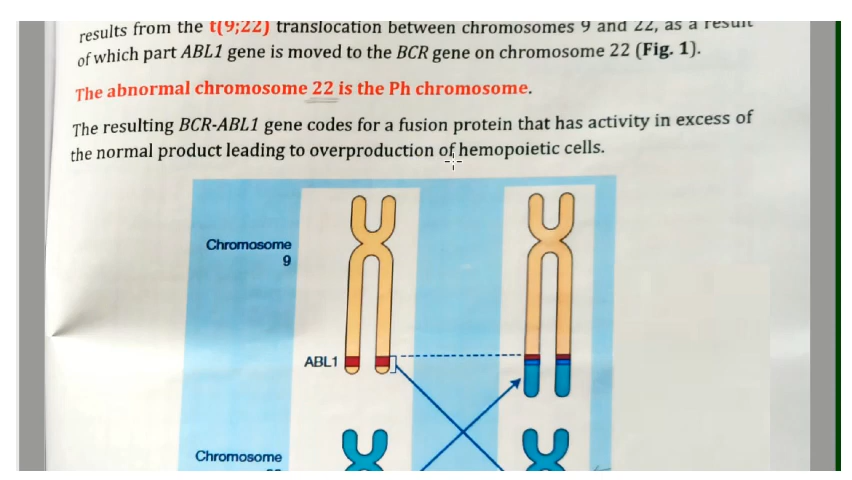 results from the t(9;22) translocation between chromosomes 9 and 22, as a result
of which part ABL1 gene is moved to the BCR gene on chromosome 22 (Fig. 1).
The abnormal chromosome 22 is the Ph chromosome.
The resulting BCR-ABL1 gene codes for a fusion protein that has activity in excess of
the normal product leading to overproduction of hemopoietic cells.
Chromosome
9
ABL1
Chromosome